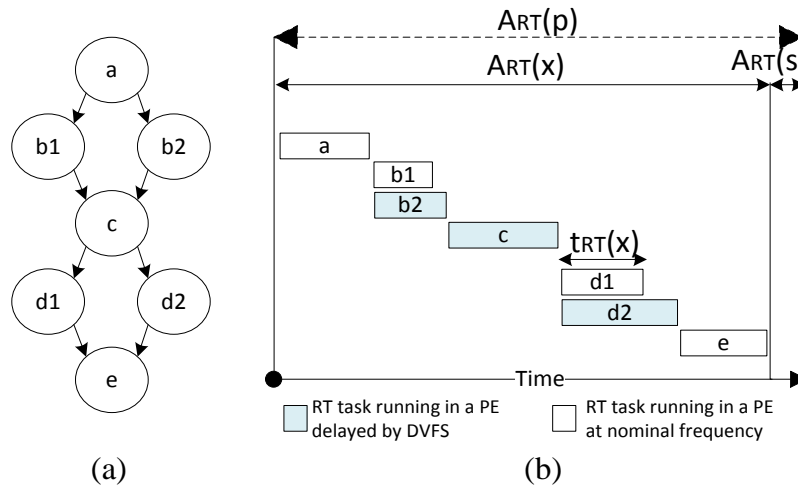 a
b1
b2
c
d1
d2
e
(a)
ART(p)
ART(x)
ART(s
a
b1
b2
c
tRT(x)
d1
d2
e
Time
RT task running in a PE
delayed by DVFS
RT task running in a PE
at nominal frequency
(b)